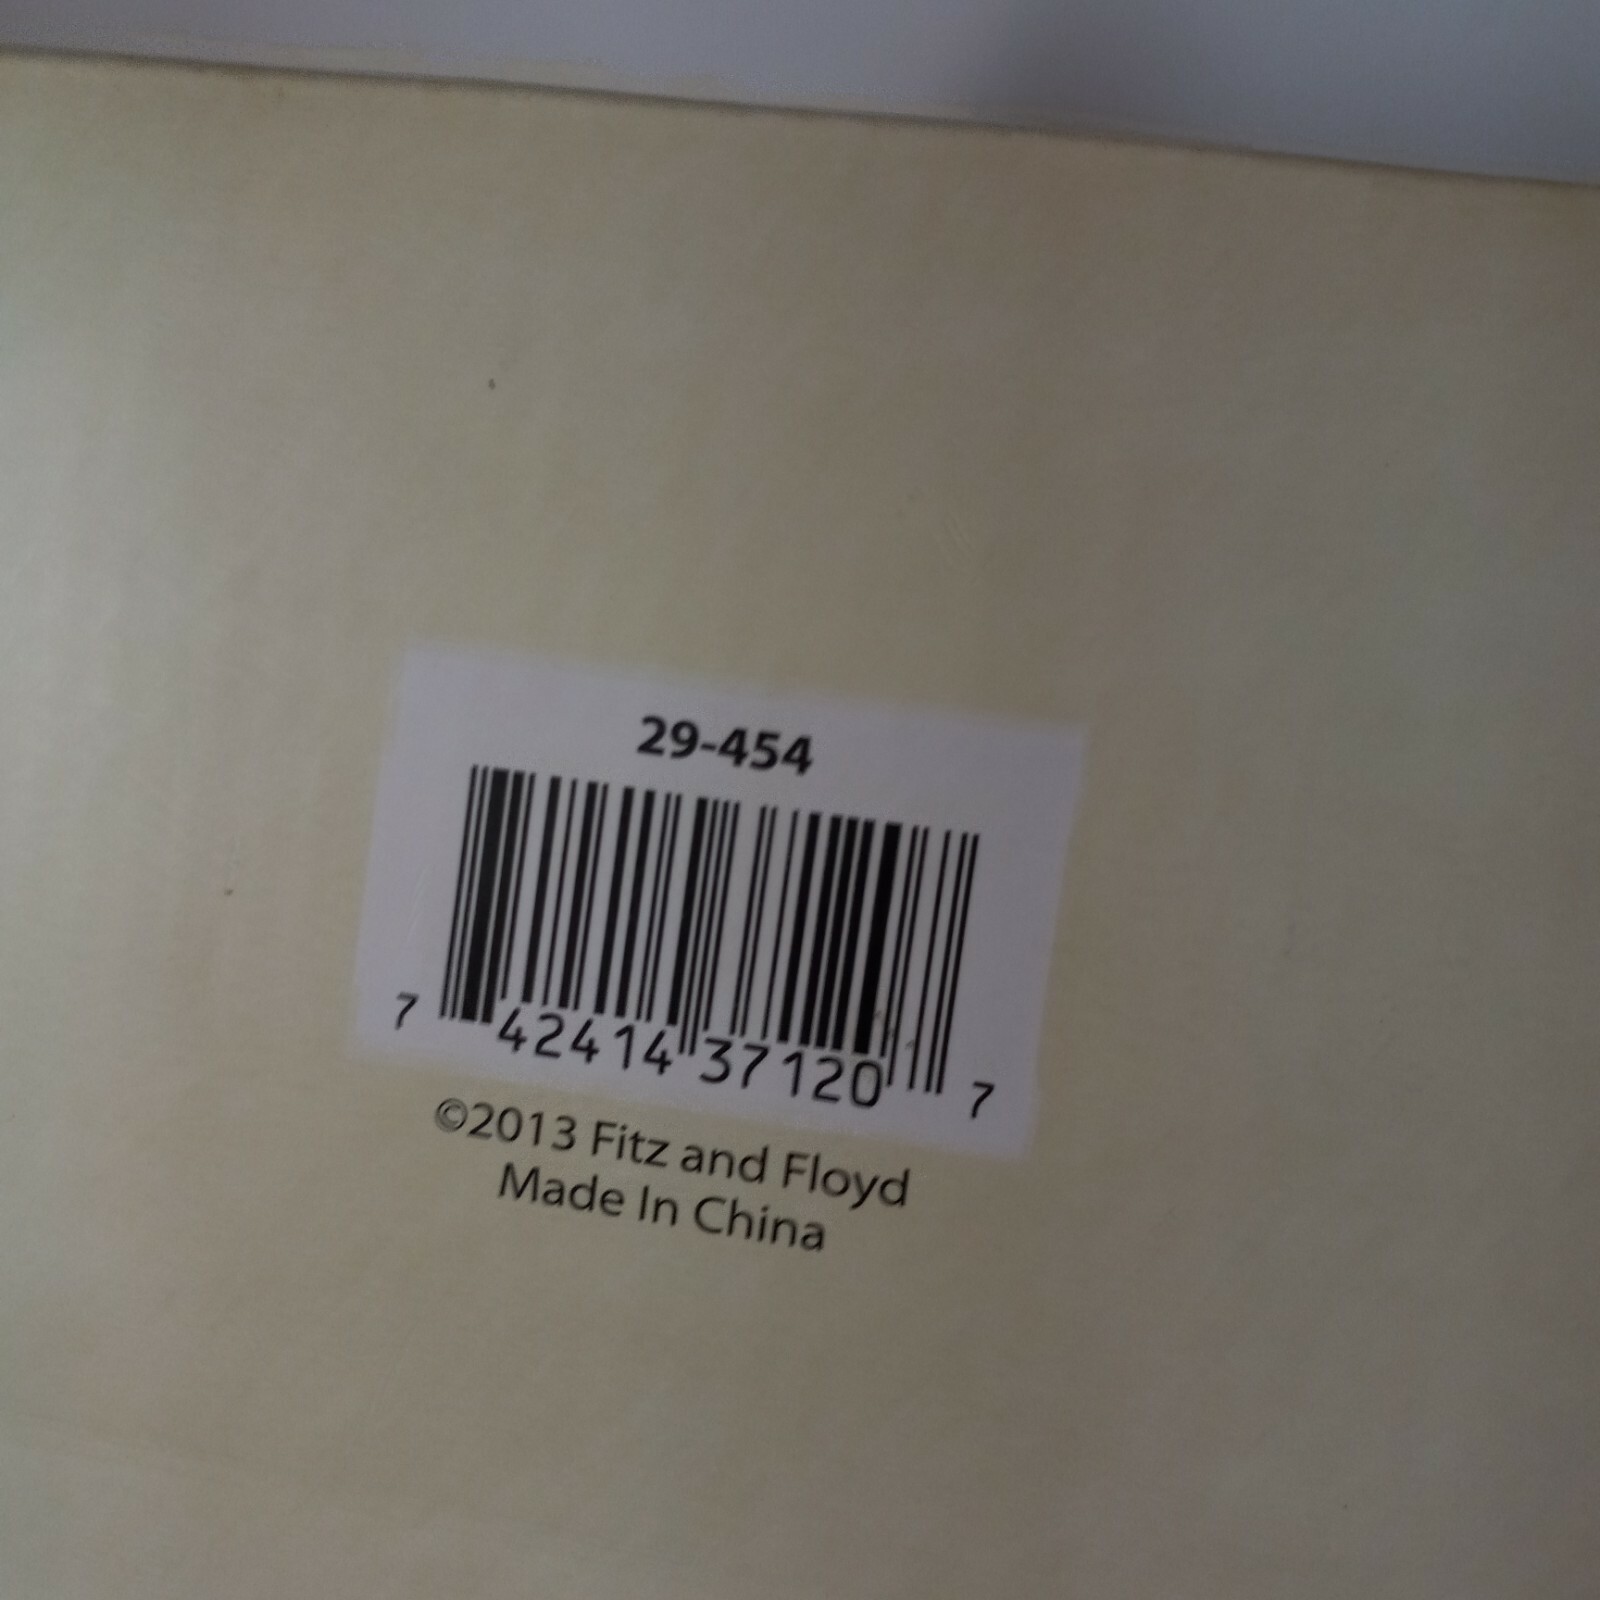 29-454
7 42414 37120 7
©2013 Fitz and Floyd
Made In China